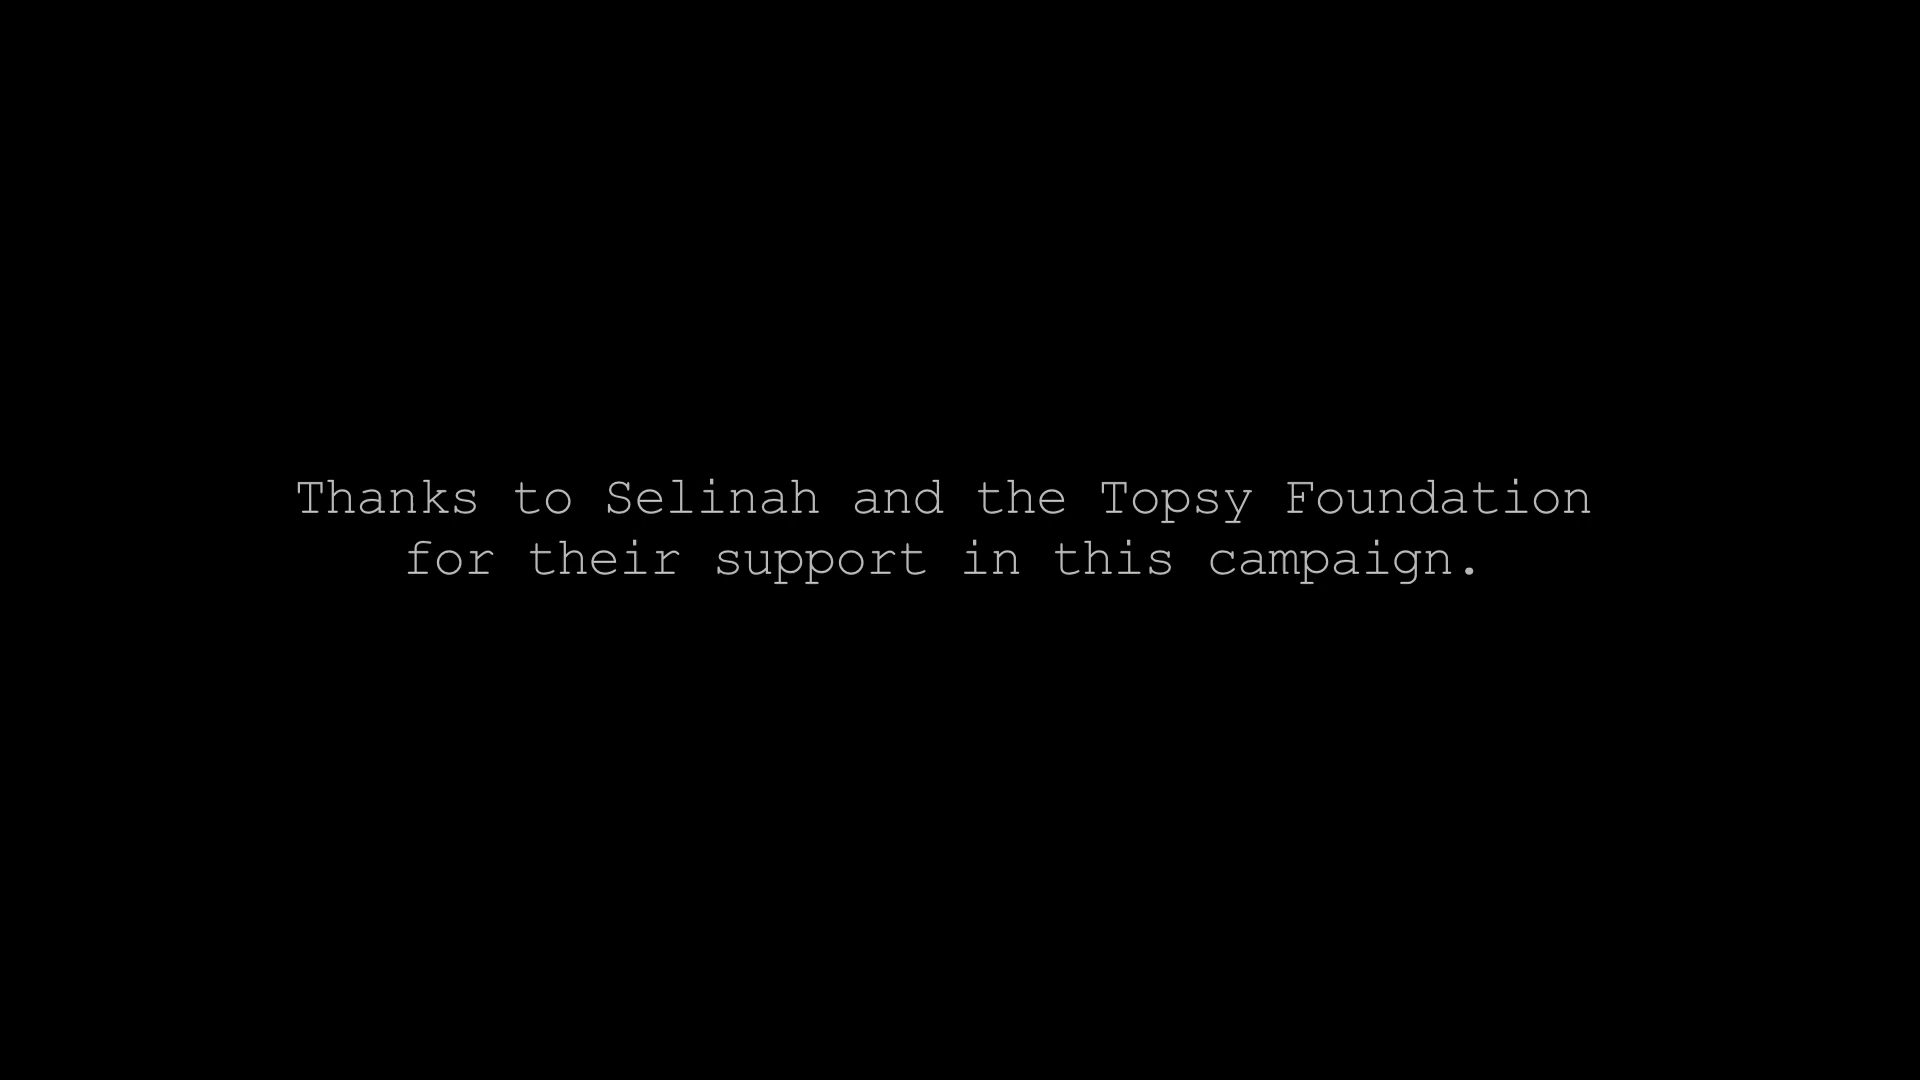 Thanks to Selinah and the Topsy Foundation
for their support in this campaign.